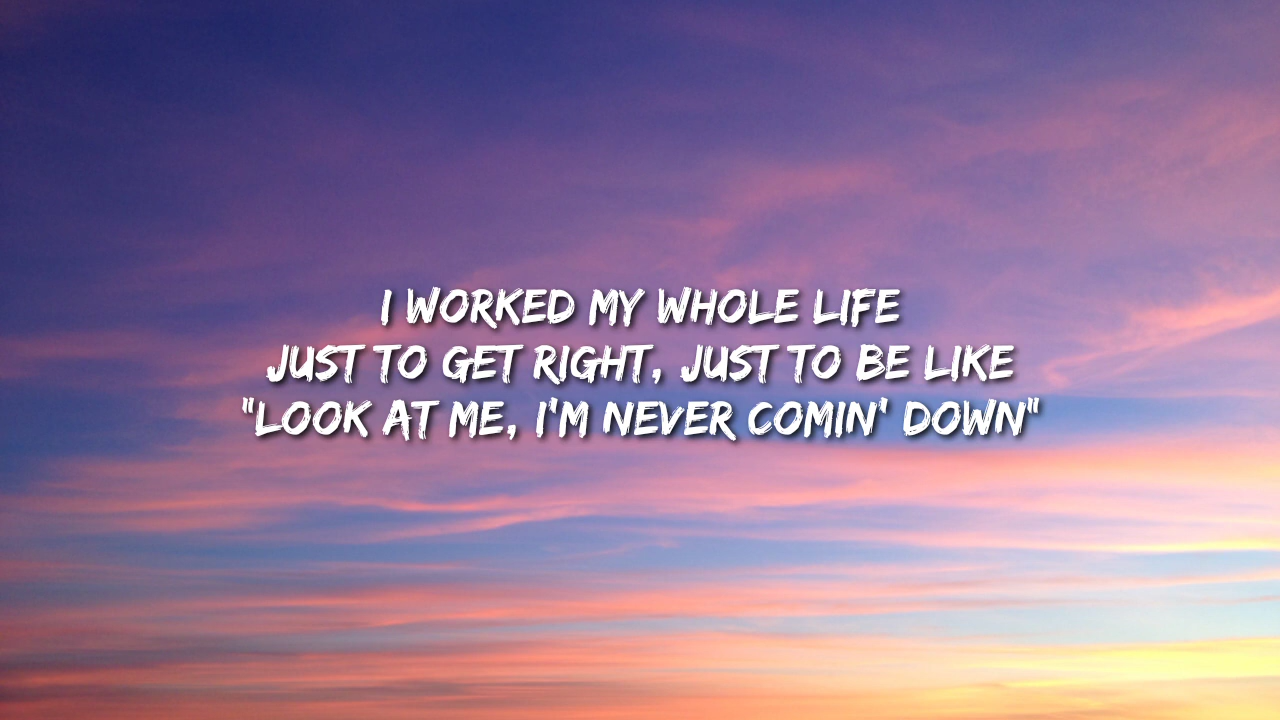 I WORKED MY WHOLE LIFE
JUST TO GET RIGHT, JUST TO BE LIKE
"LOOK AT ME, I'M NEVER COMIN' DOWN"